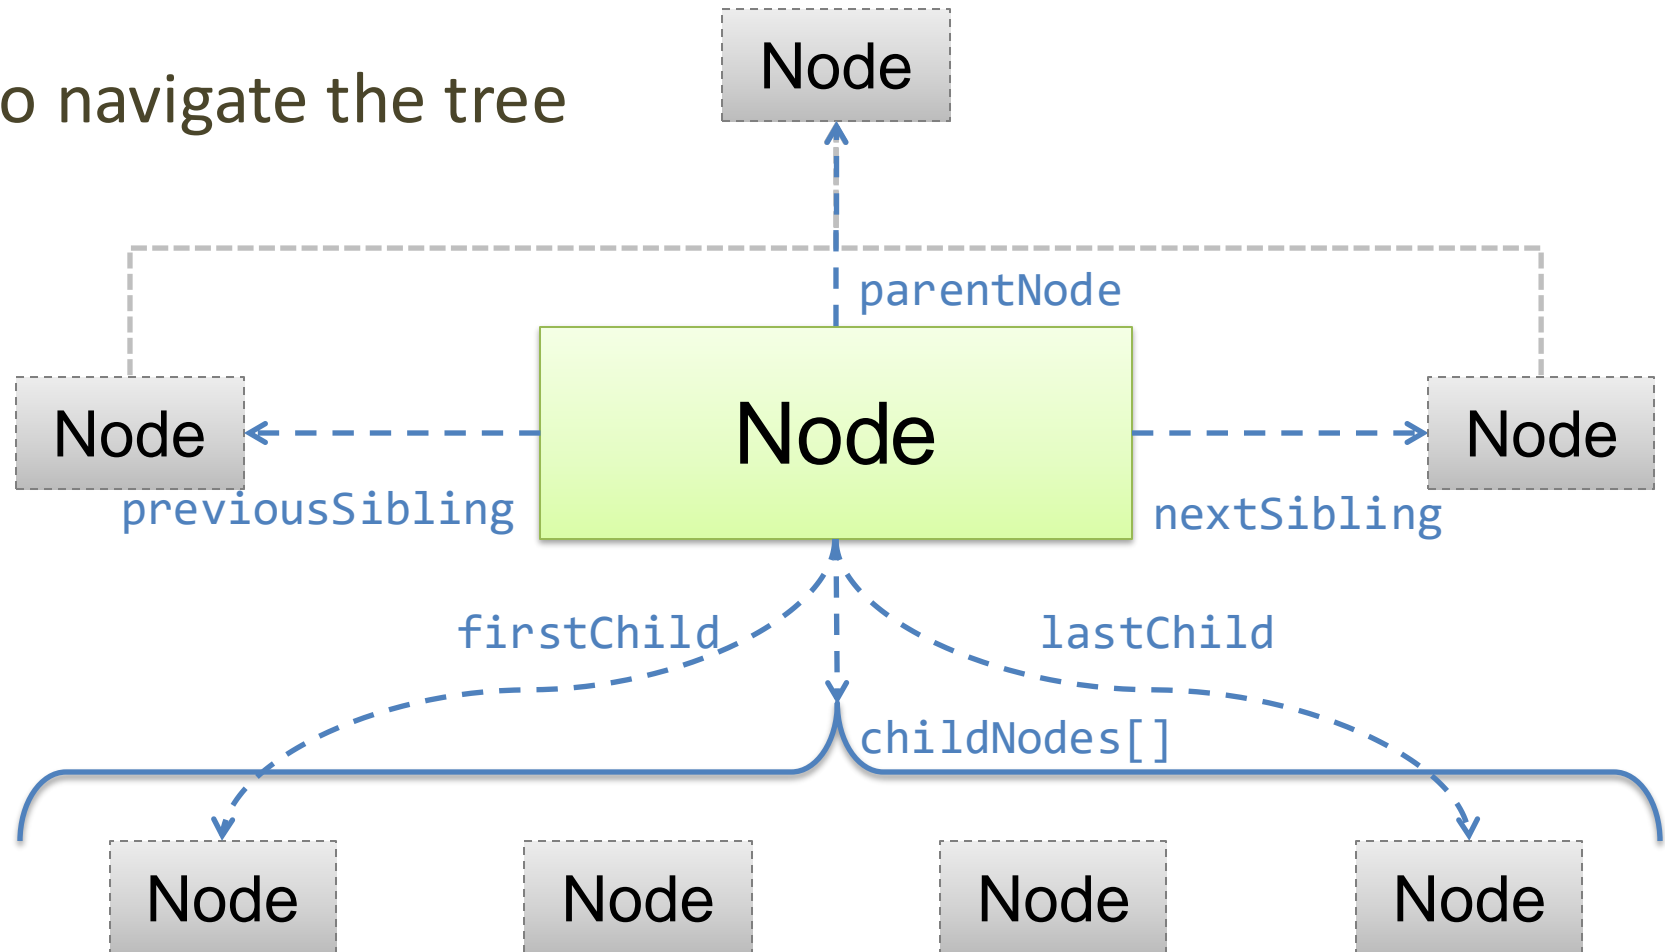 Node
o navigate the tree
parentNode
Node
Node
Node
previousSibling
nextSibling
firstChild
lastChild
childNodes[]
Node
Node
Node
Node